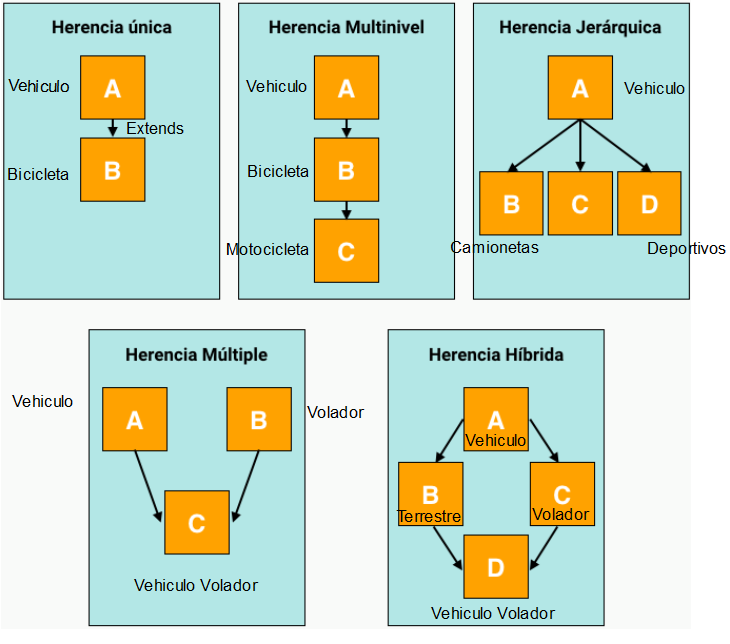 Herencia única
Vehiculo
A
Extends
Bicicleta
B
Herencia Multinivel
Vehiculo
A
Bicicleta
B
Motocicleta
C
Herencia Jerárquica
A
Vehiculo
B
C
D
Camionetas
Deportivos
Herencia Múltiple
Vehiculo
A
B
Volador
C
Vehiculo Volador
Herencia Híbrida
A
Vehiculo
B
Terrestre
C
Volador
D
Vehiculo Volador